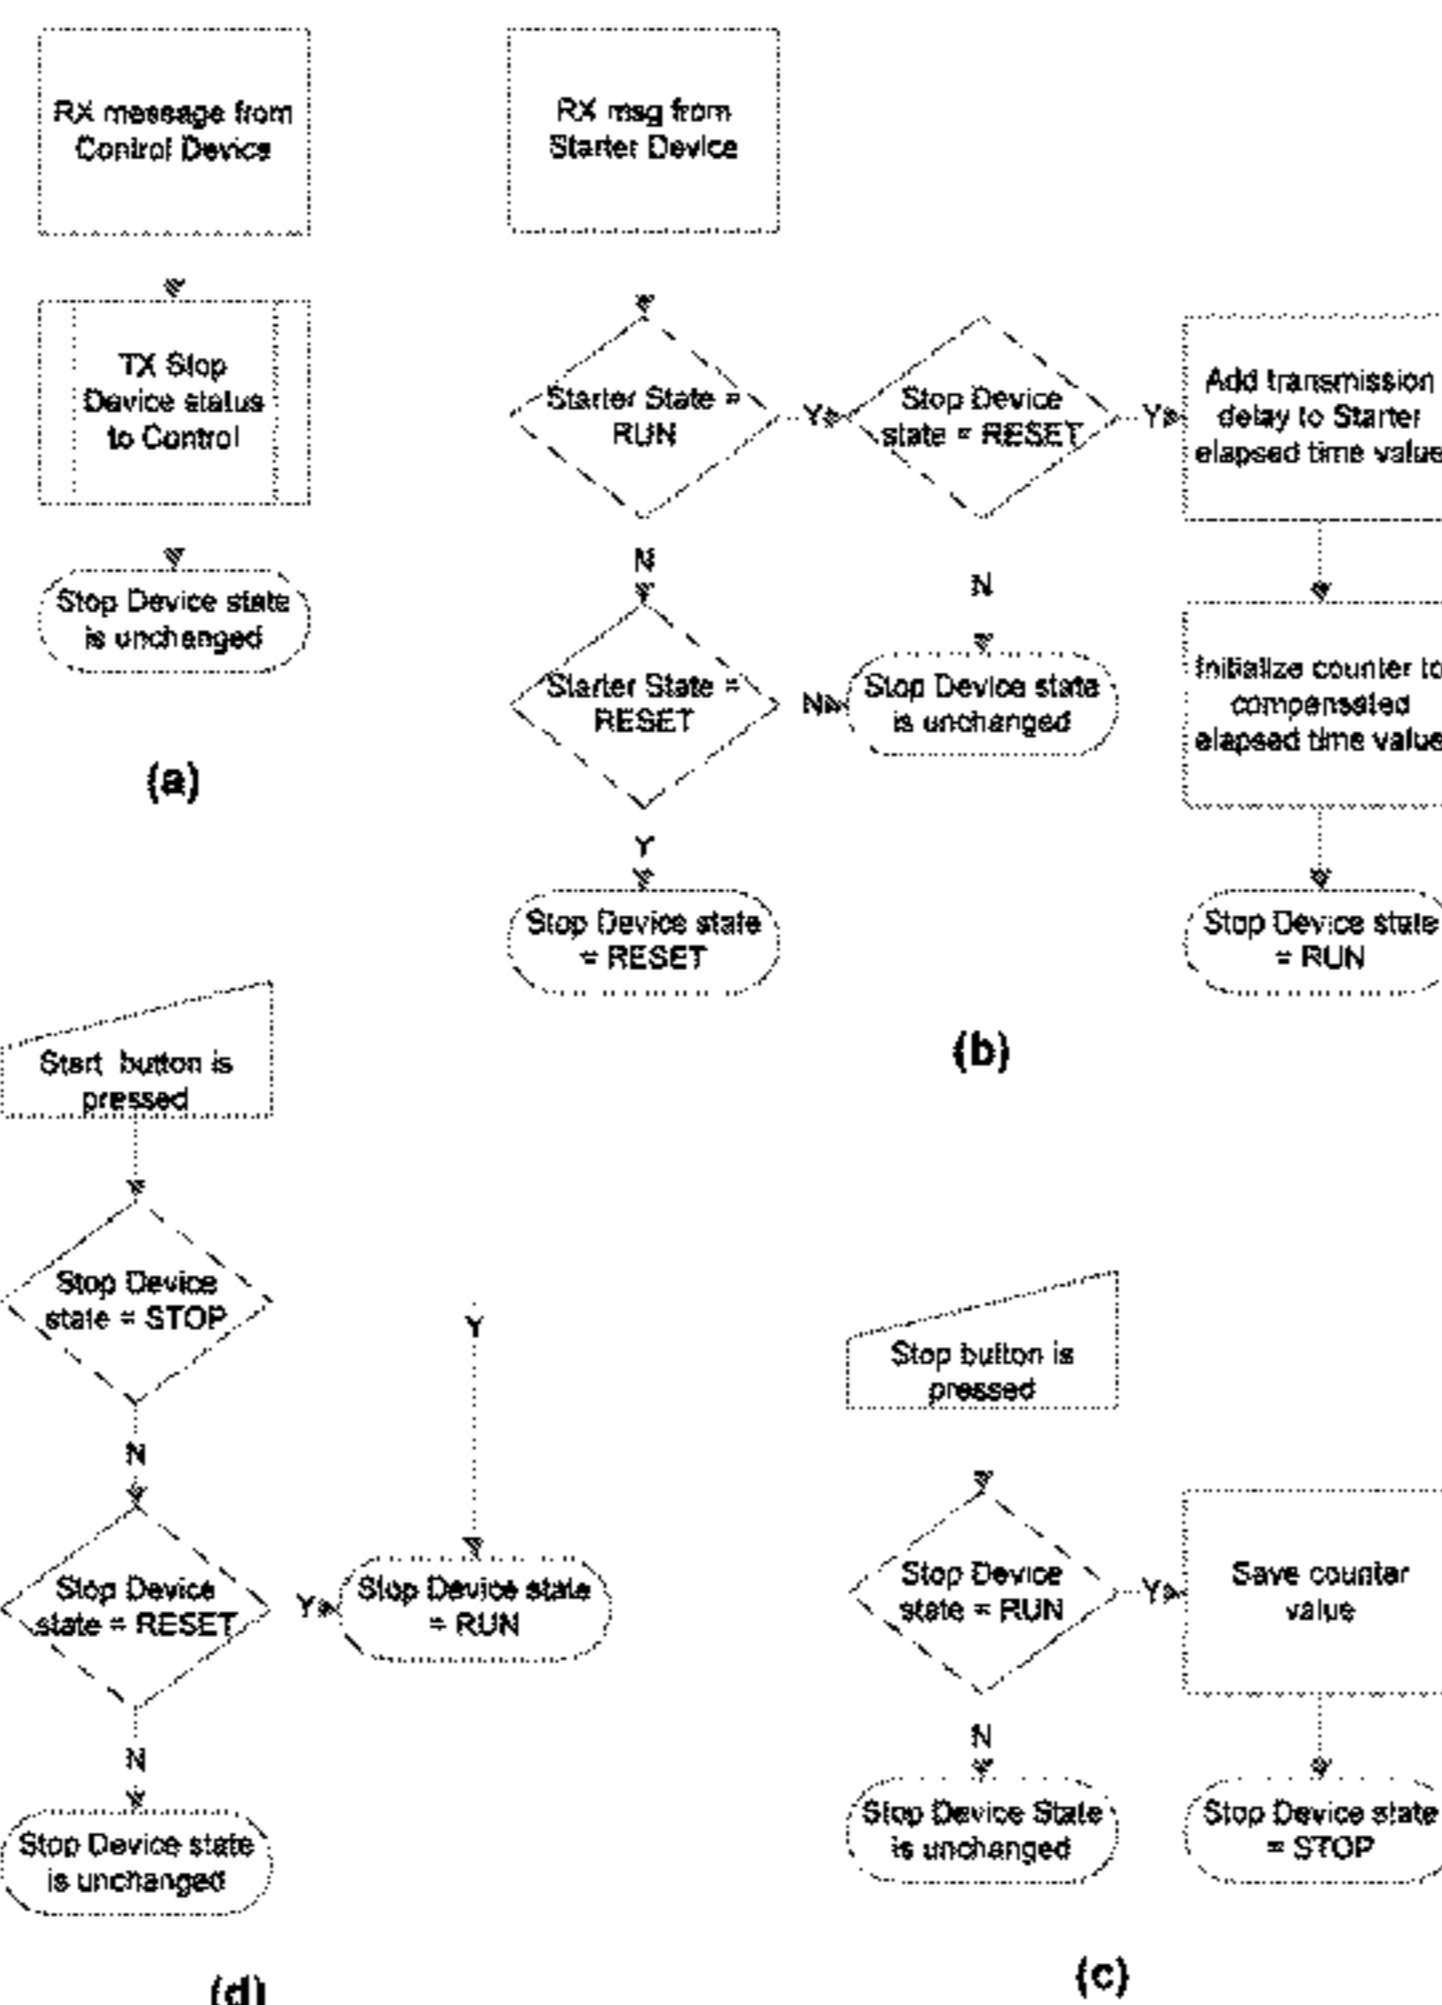 RX message from
Control Device
TX Stop
Device status
to Control
Stop Device state
is unchanged
(a)
RX msg from
Starter Device
Starter State =
RUN
Y
Stop Device
state = RESET
Y
Add transmission
delay to Starter
elapsed time value
N
N
Starter State =
RESET
N
Stop Device state
is unchanged
Initialize counter to
compensated
elapsed time value
Y
Stop Device state
= RESET
Stop Device state
= RUN
(b)
Start button is
pressed
Stop Device
state = STOP
Y
N
Stop Device
state = RESET
Y
Stop Device state
= RUN
N
Stop Device state
is unchanged
(d)
Stop button is
pressed
Stop Device
state = RUN
Y
Save counter
value
N
Stop Device State
is unchanged
Stop Device state
= STOP
(c)